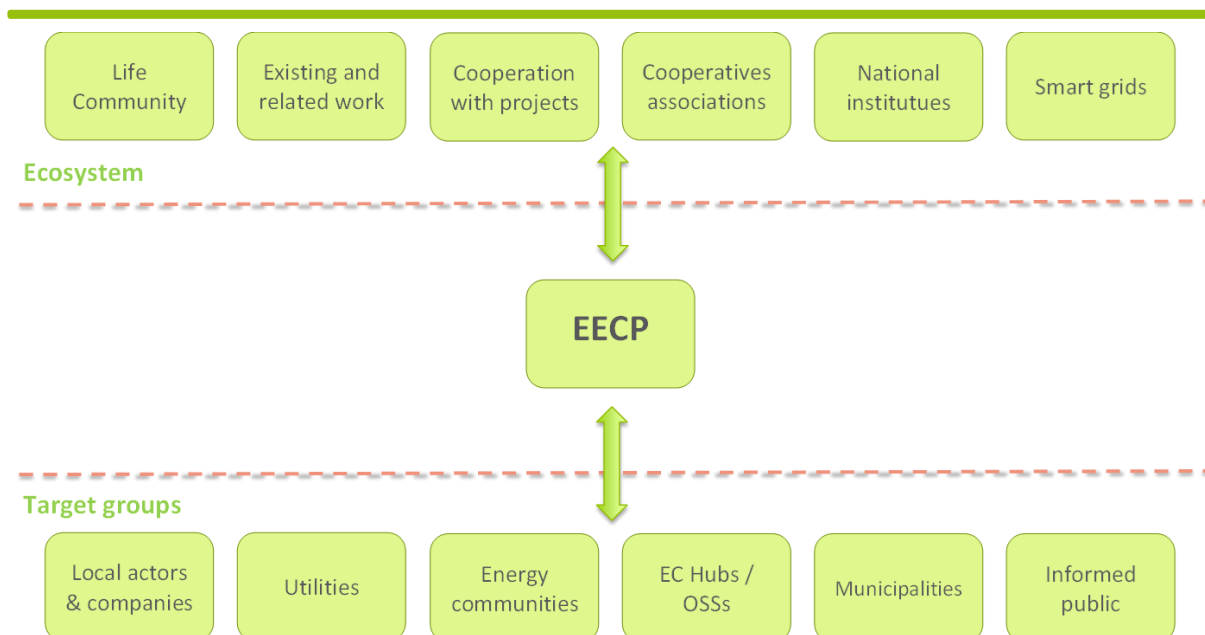 Life
Community
Existing and
related work
Cooperation
with projects
Cooperatives
associations
National
institutues
Smart grids
Ecosystem
EECP
Target groups
Local actors
& companies
Utilities
Energy
communities
EC Hubs /
OSSs
Municipalities
Informed
public